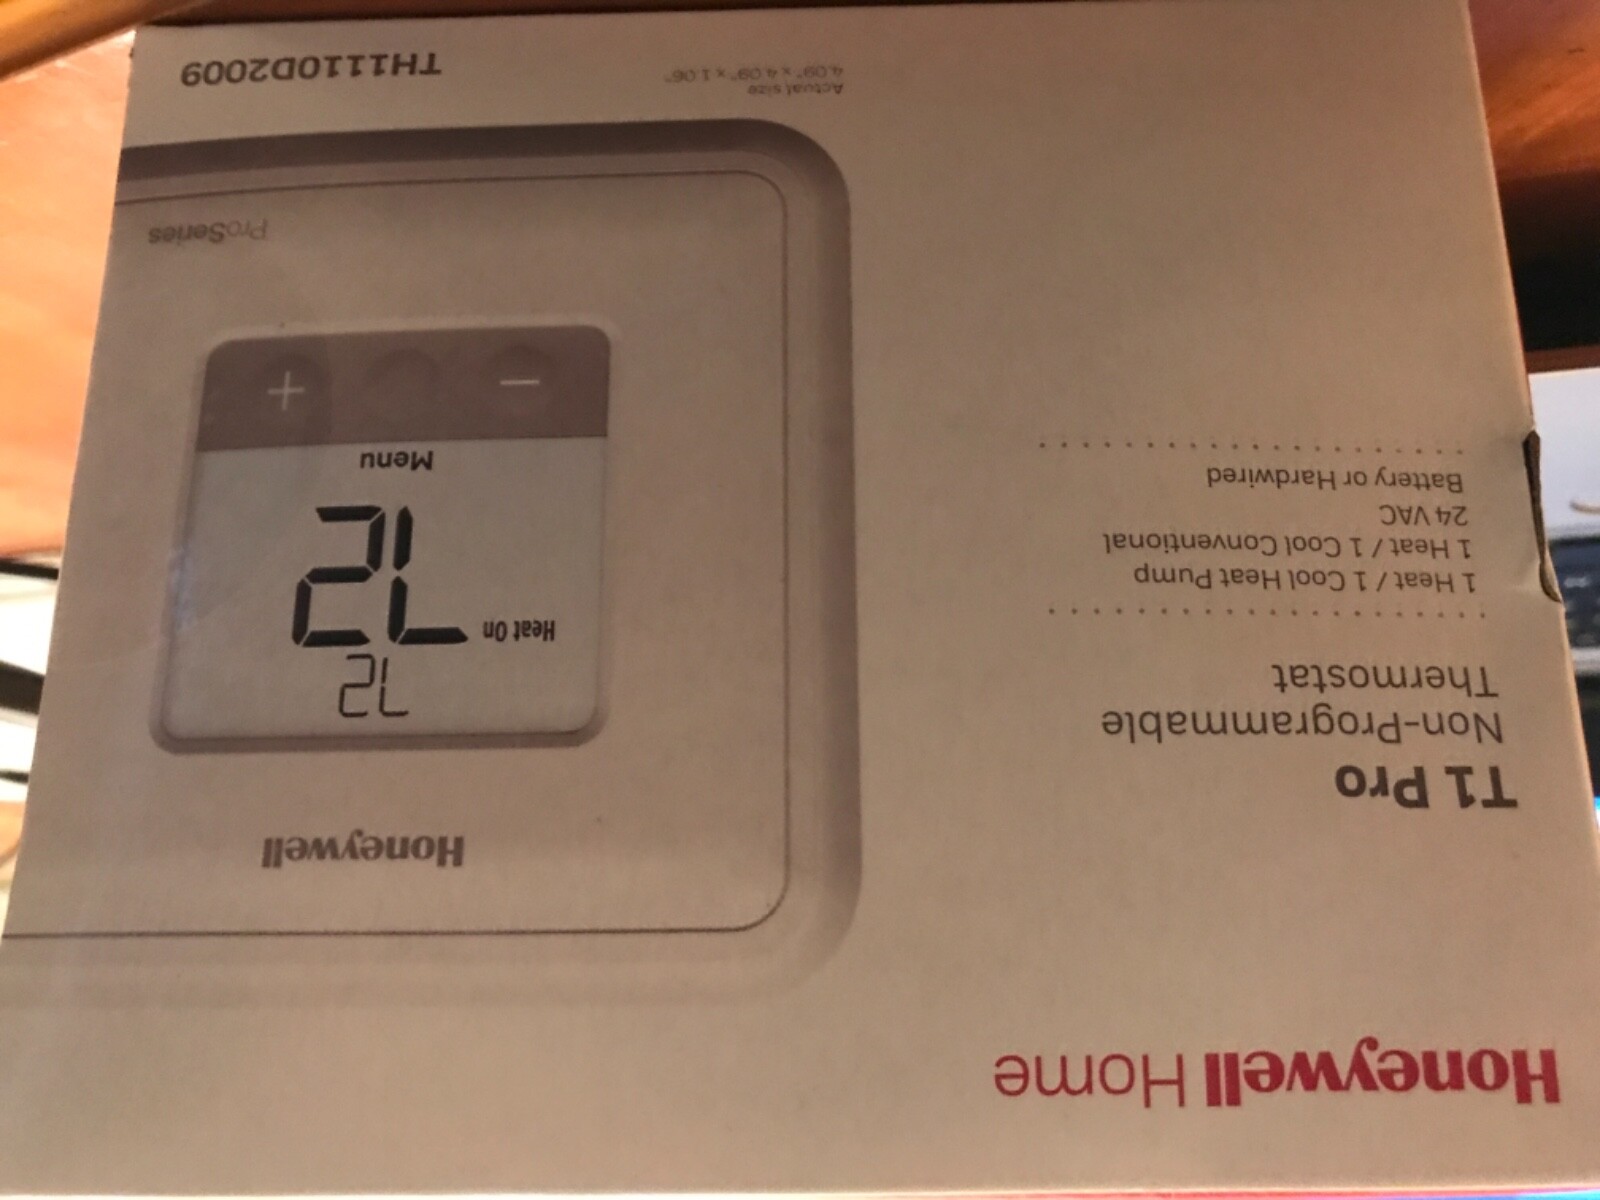 Honeywell Home
T1 Pro
Non-Programmable
Thermostat
1 Heat / 1 Cool Heat Pump
1 Heat / 1 Cool Conventional
24 VAC
Battery or Hardwired
Honeywell
72
Heat On
72
Menu
− +
ProSeries
Actual size
4.09" x 4.09" x 1.06"
TH1110D2009